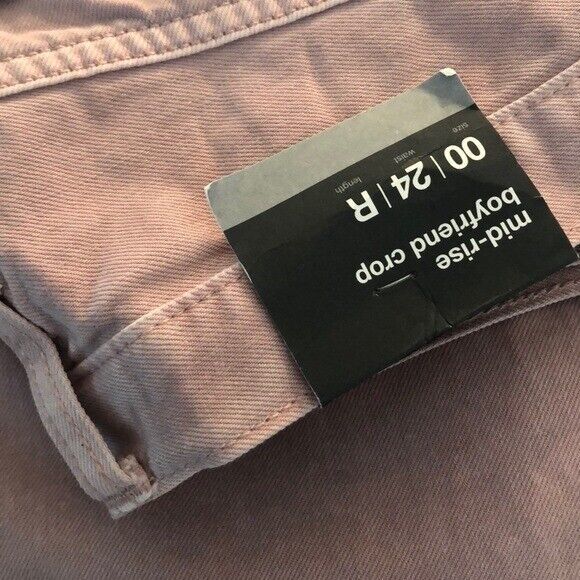 mid-rise
boyfriend crop
00 | 24 | R
size waist length